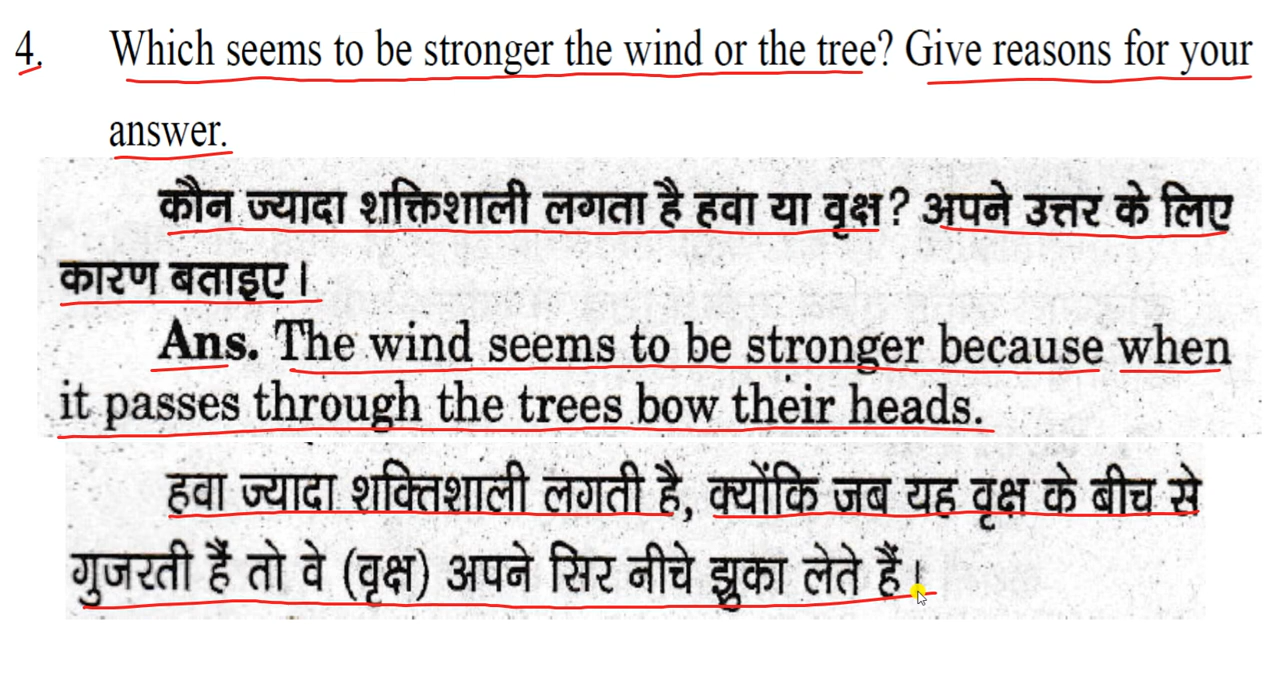 4. Which seems to be stronger the wind or the tree? Give reasons for your
answer.
कौन ज्यादा शक्तिशाली लगता है हवा या वृक्ष? अपने उत्तर के लिए
कारण बताइए।
Ans. The wind seems to be stronger because when
it passes through the trees bow their heads.
हवा ज्यादा शक्तिशाली लगती है, क्योंकि जब यह वृक्ष के बीच से
गुजरती हैं तो वे (वृक्ष) अपने सिर नीचे झुका लेते हैं।